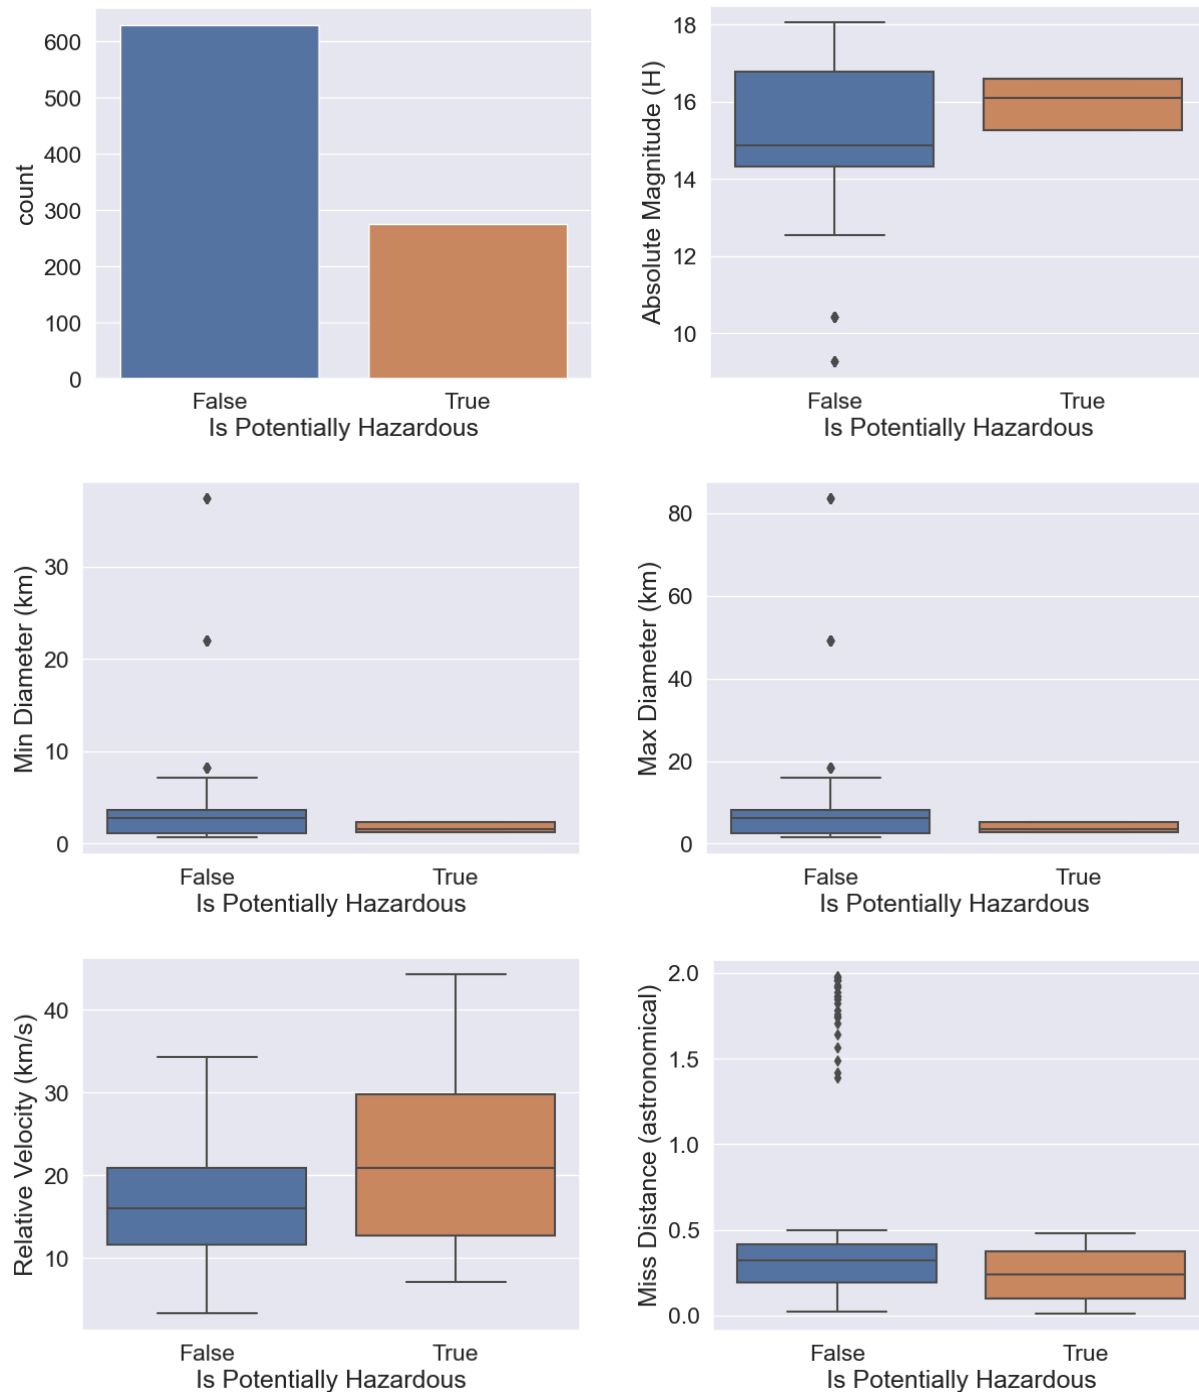 count
600
500
400
300
200
100
0
False True
Is Potentially Hazardous
Absolute Magnitude (H)
18
16
14
12
10
False True
Is Potentially Hazardous
Min Diameter (km)
30
20
10
0
False True
Is Potentially Hazardous
Max Diameter (km)
80
60
40
20
0
False True
Is Potentially Hazardous
Relative Velocity (km/s)
40
30
20
10
False True
Is Potentially Hazardous
Miss Distance (astronomical)
2.0
1.5
1.0
0.5
0.0
False True
Is Potentially Hazardous